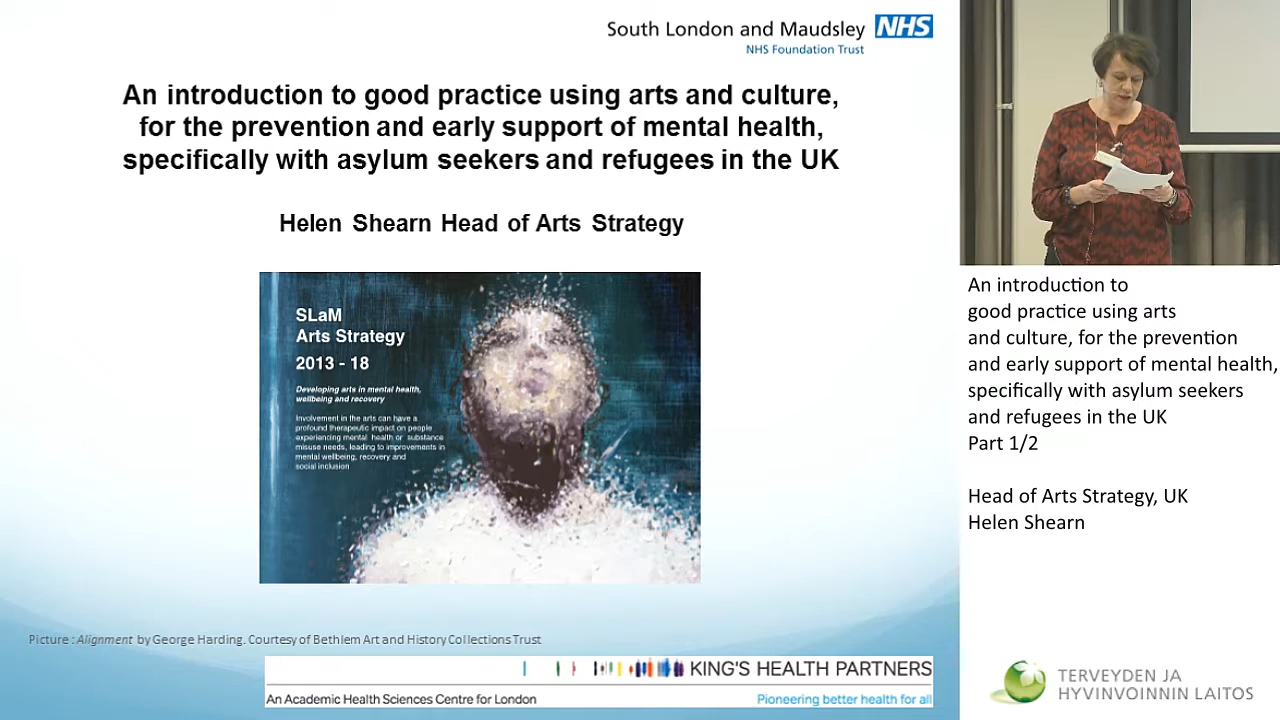 South London and Maudsley NHS
NHS Foundation Trust
An introduction to good practice using arts and culture,
for the prevention and early support of mental health,
specifically with asylum seekers and refugees in the UK
Helen Shearn Head of Arts Strategy
SLaM
Arts Strategy
2013 - 18
Developing arts in mental health,
wellbeing and recovery
Involvement in the arts can have a
profound therapeutic impact on people
experiencing mental health or substance
misuse needs, leading to improvements in
mental wellbeing, recovery and
social inclusion
Picture : Alignment by George Harding. Courtesy of Bethlem Art and History Collections Trust
KING'S HEALTH PARTNERS
An Academic Health Sciences Centre for London
Pioneering better health for all
An introduction to
good practice using arts
and culture, for the prevention
and early support of mental health,
specifically with asylum seekers
and refugees in the UK
Part 1/2
Head of Arts Strategy, UK
Helen Shearn
TERVEYDEN JA
HYVINVOINNIN LAITOS